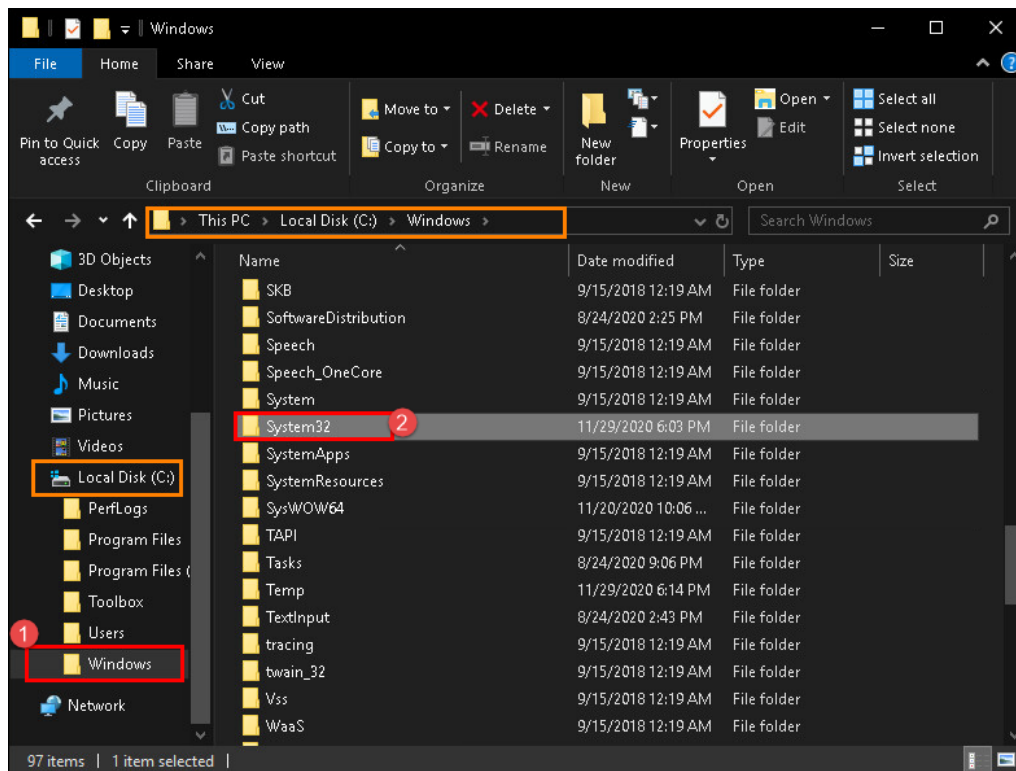 Windows
File Home Share View
Pin to Quick access
Copy
Paste
Cut
Copy path
Paste shortcut
Clipboard
Move to
Copy to
Delete
Rename
Organize
New folder
New
Properties
Open
Edit
Open
Select all
Select none
Invert selection
Select
This PC > Local Disk (C:) > Windows >
Search Windows
3D Objects
Desktop
Documents
Downloads
Music
Pictures
Videos
Local Disk (C:)
PerfLogs
Program Files
Program Files (
Toolbox
1
Users
Windows
Network
Name Date modified Type Size
SKB 9/15/2018 12:19 AM File folder
SoftwareDistribution 8/24/2020 2:25 PM File folder
Speech 9/15/2018 12:19 AM File folder
Speech_OneCore 9/15/2018 12:19 AM File folder
System 9/15/2018 12:19 AM File folder
System32 2 11/29/2020 6:03 PM File folder
SystemApps 9/15/2018 12:19 AM File folder
SystemResources 9/15/2018 12:19 AM File folder
SysWOW64 11/20/2020 10:06 ... File folder
TAPI 9/15/2018 12:19 AM File folder
Tasks 8/24/2020 9:06 PM File folder
Temp 11/29/2020 6:14 PM File folder
TextInput 8/24/2020 2:43 PM File folder
tracing 9/15/2018 12:19 AM File folder
twain_32 9/15/2018 12:19 AM File folder
Vss 9/15/2018 12:19 AM File folder
WaaS 9/15/2018 12:19 AM File folder
97 items | 1 item selected |